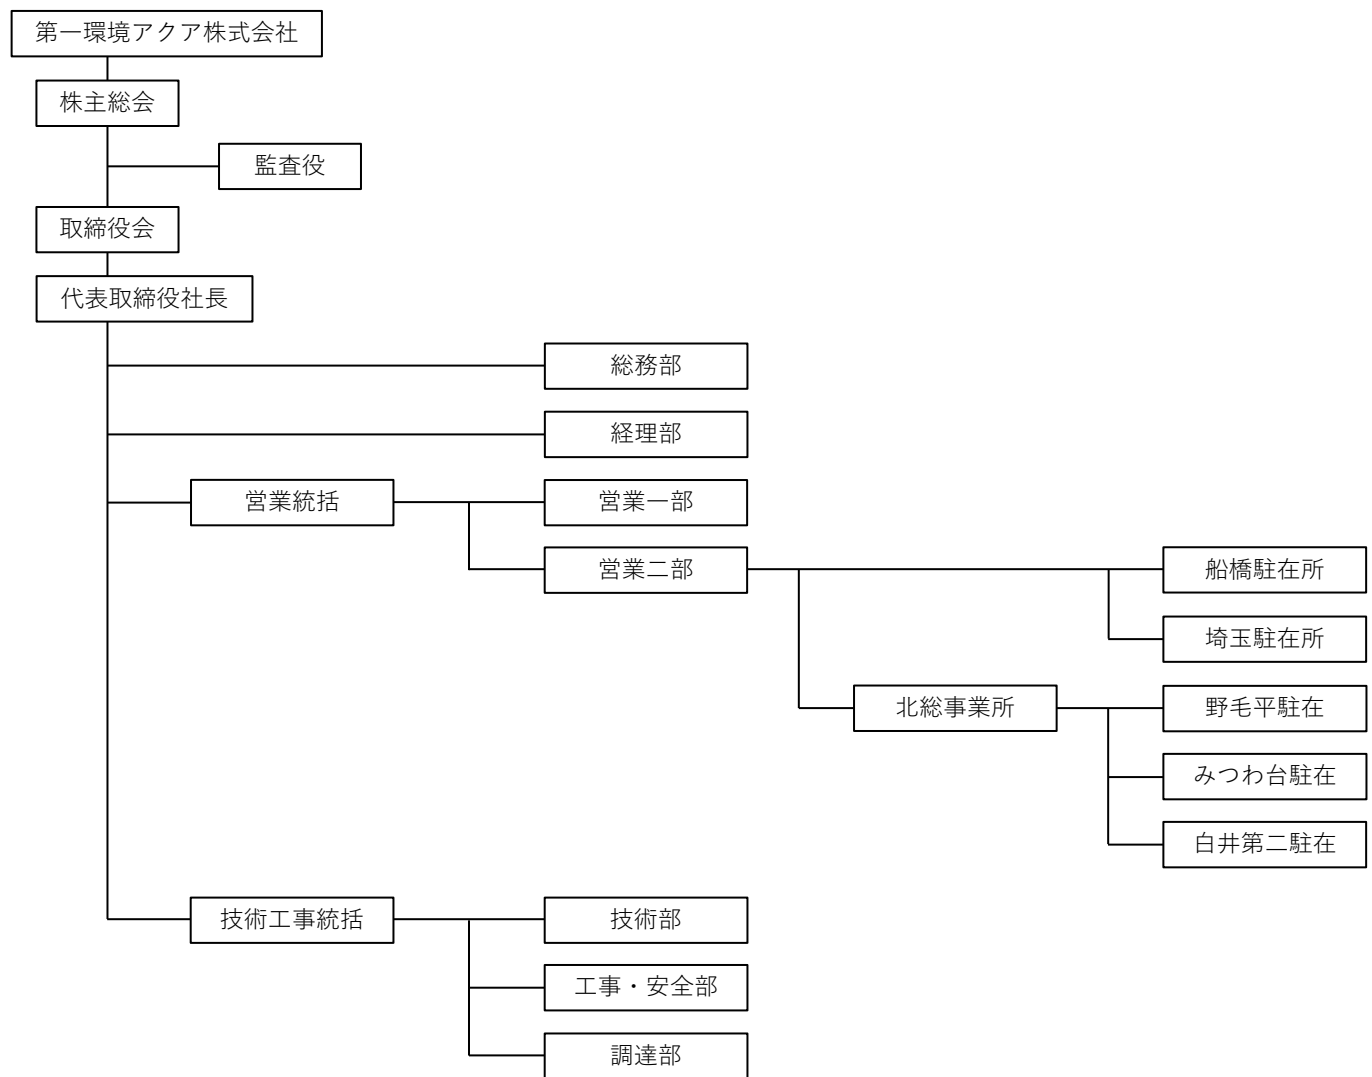 第一環境アクア株式会社
株主総会
監査役
取締役会
代表取締役社長
総務部
経理部
営業統括
営業一部
営業二部
船橋駐在所
埼玉駐在所
北総事業所
野毛平駐在
みつわ台駐在
白井第二駐在
技術工事統括
技術部
工事・安全部
調達部